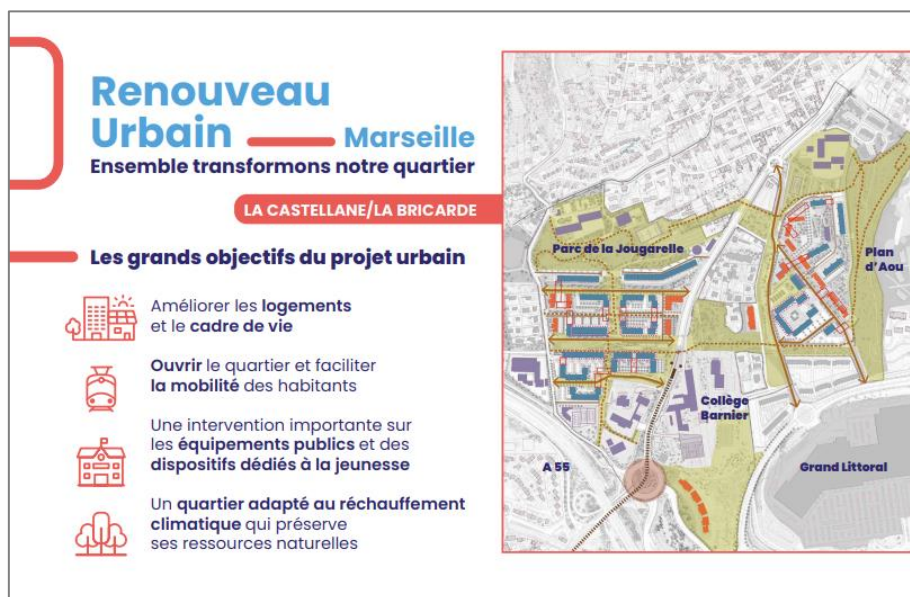 Renouveau
Urbain
Marseille
Ensemble transformons notre quartier
LA CASTELLANE/LA BRICARDE
Les grands objectifs du projet urbain
Améliorer les logements
et le cadre de vie
Ouvrir le quartier et faciliter
la mobilité des habitants
Une intervention importante sur
les équipements publics et des
dispositifs dédiés à la jeunesse
Un quartier adapté au réchauffement
climatique qui préserve
ses ressources naturelles
Parc de la Jougarelle
Plan
d'Aou
Collège
Barnier
A 55
Grand Littoral